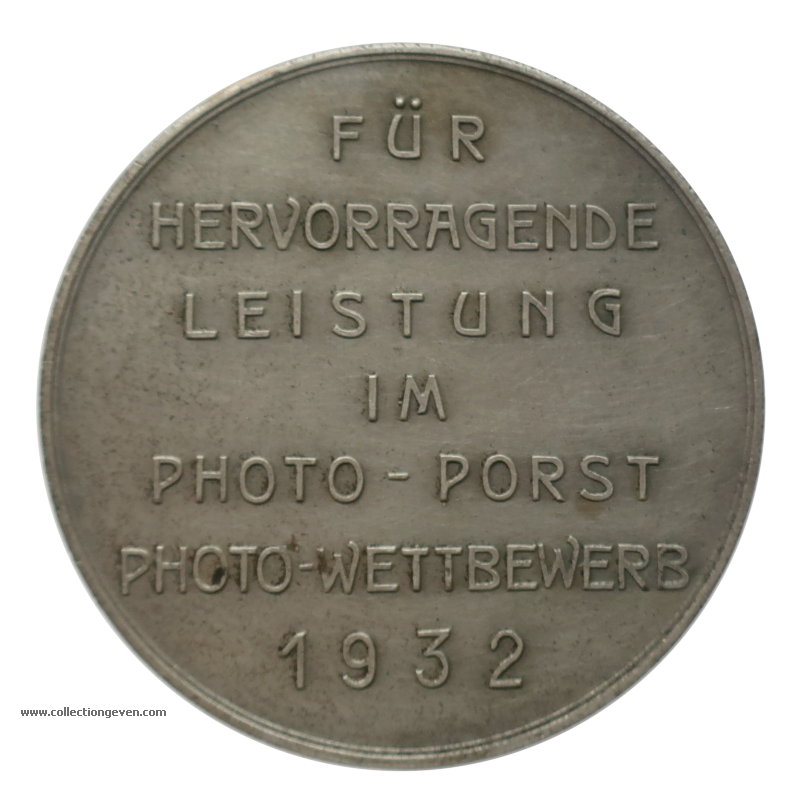 FÜR
HERVORRAGENDE
LEISTUNG
IM
PHOTO - PORST
PHOTO-WETTBEWERB
1932
www.collectiongeven.com